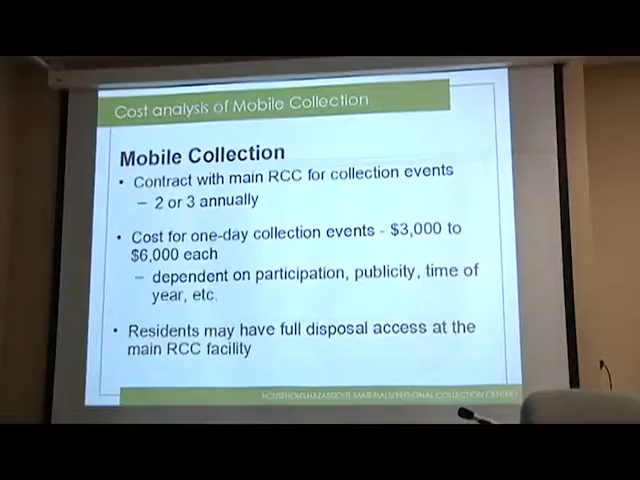 Cost analysis of Mobile Collection
Mobile Collection
• Contract with main RCC for collection events
– 2 or 3 annually
• Cost for one-day collection events - $3,000 to
$6,000 each
– dependent on participation, publicity, time of
year, etc.
• Residents may have full disposal access at the
main RCC facility
HOUSEHOLD HAZARDOUS MATERIALS/REGIONAL COLLECTION CENTERS